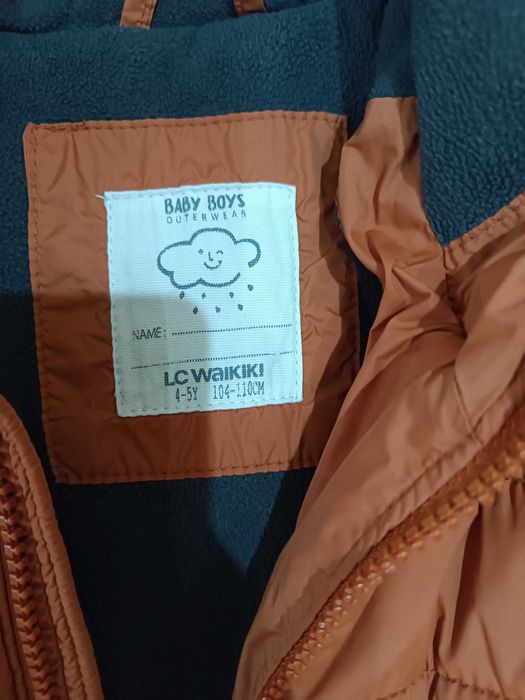 BABY BOYS
OUTERWEAR
NAME:
LC WAIKIKI
4-5Y 104-110CM